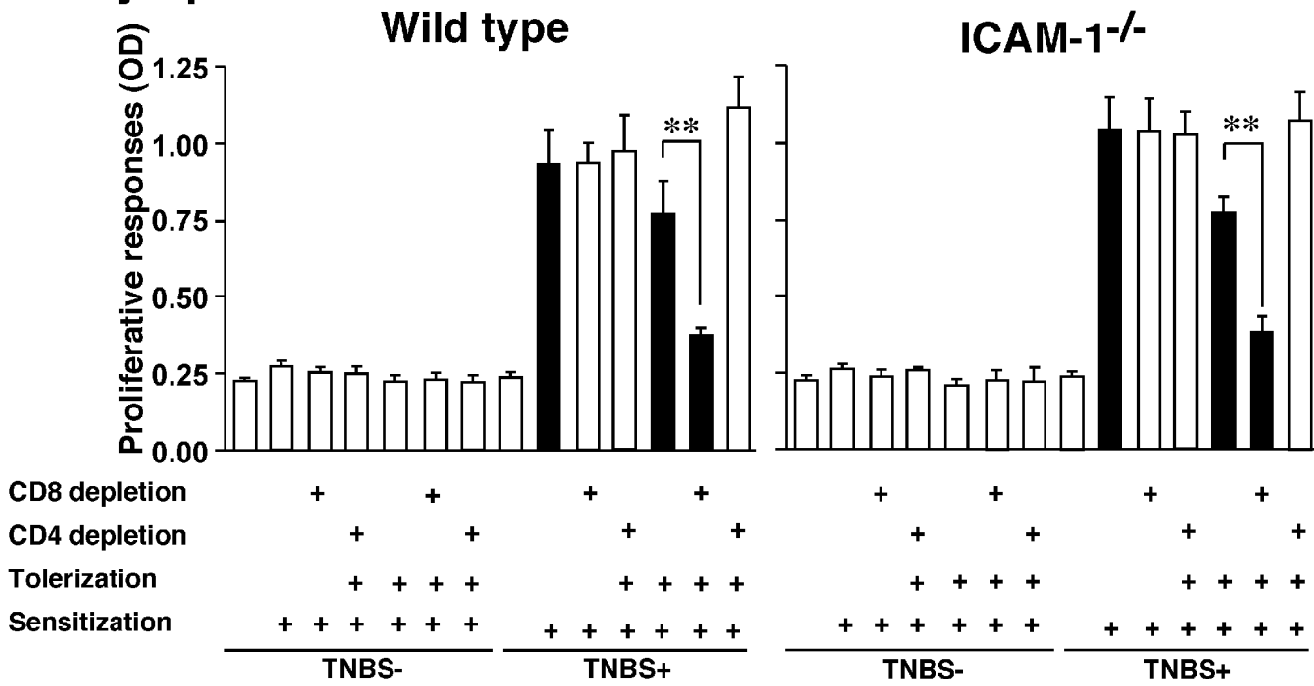 Wild type
ICAM-1-/-
Proliferative responses (OD)
1.25
1.00
0.75
0.50
0.25
0.00
**
**
CD8 depletion + + + + + + + +
CD4 depletion + + + + + + + +
Tolerization + + + + + + + + + + + + + + + +
Sensitization + + + + + + + + + + + + + + + + + + + + + + + +
TNBS- TNBS+ TNBS- TNBS+